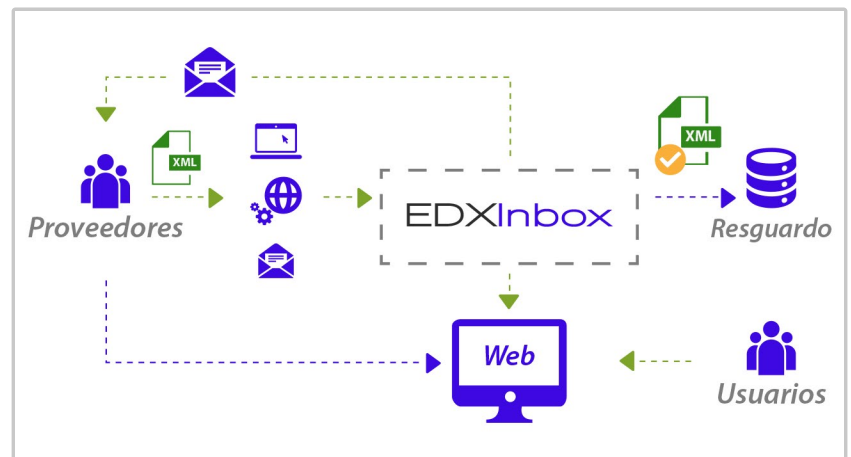 XML
XML
Proveedores
EDXInbox
Resguardo
Web
Usuarios